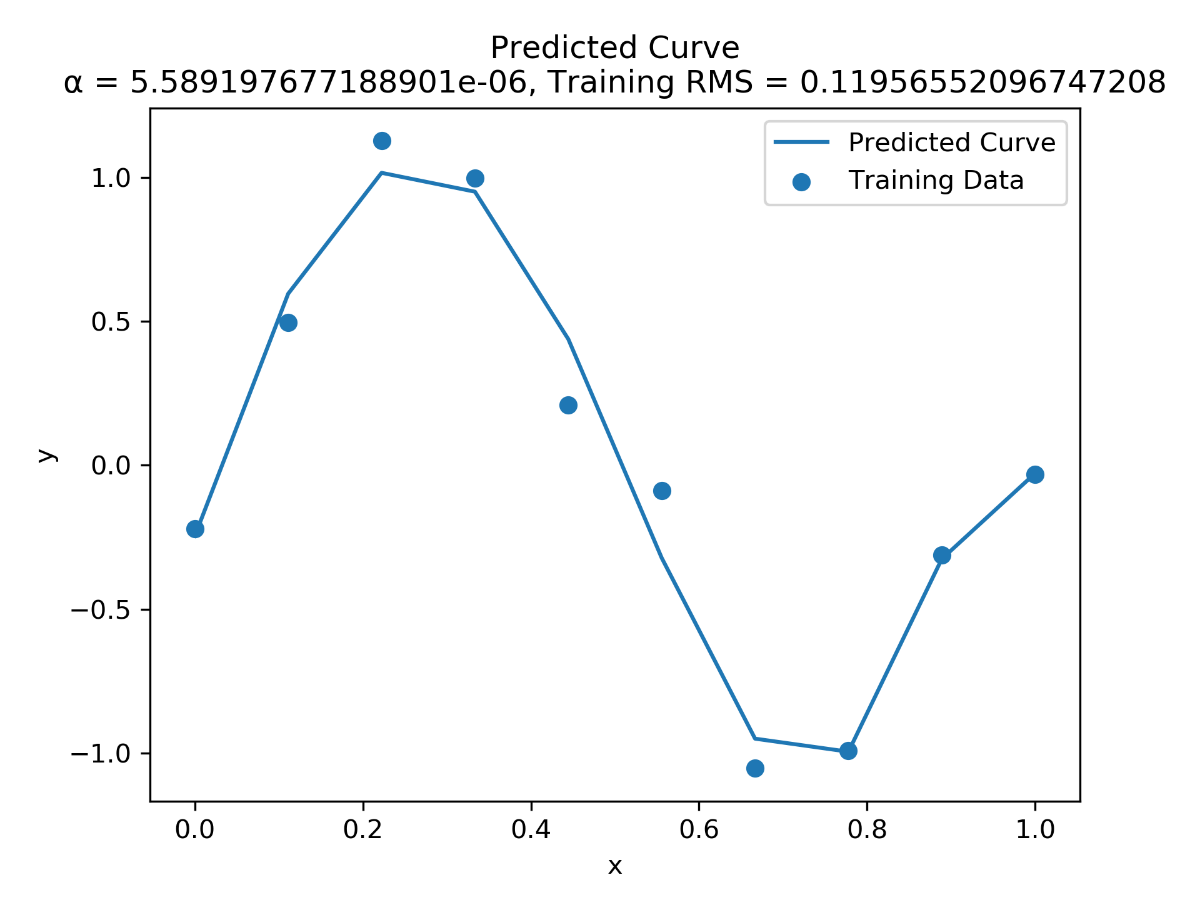 Predicted Curve
α = 5.589197677188901e-06, Training RMS = 0.11956552096747208
Predicted Curve
Training Data
1.0
0.5
0.0
−0.5
−1.0
y
0.0 0.2 0.4 0.6 0.8 1.0
x